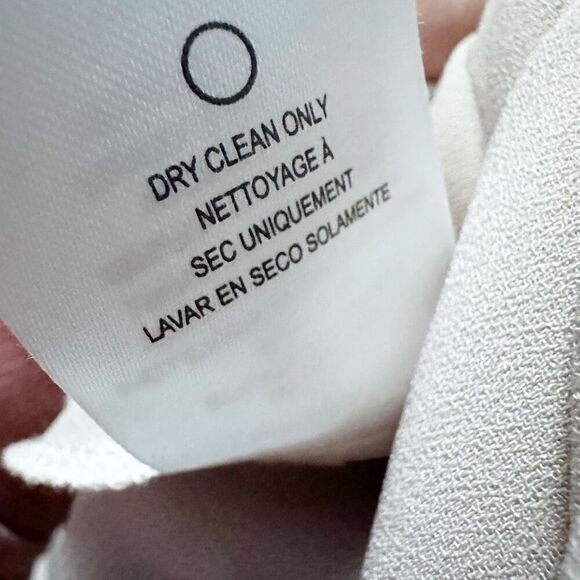 DRY CLEAN ONLY
NETTOYAGE À
SEC UNIQUEMENT
LAVAR EN SECO SOLAMENTE